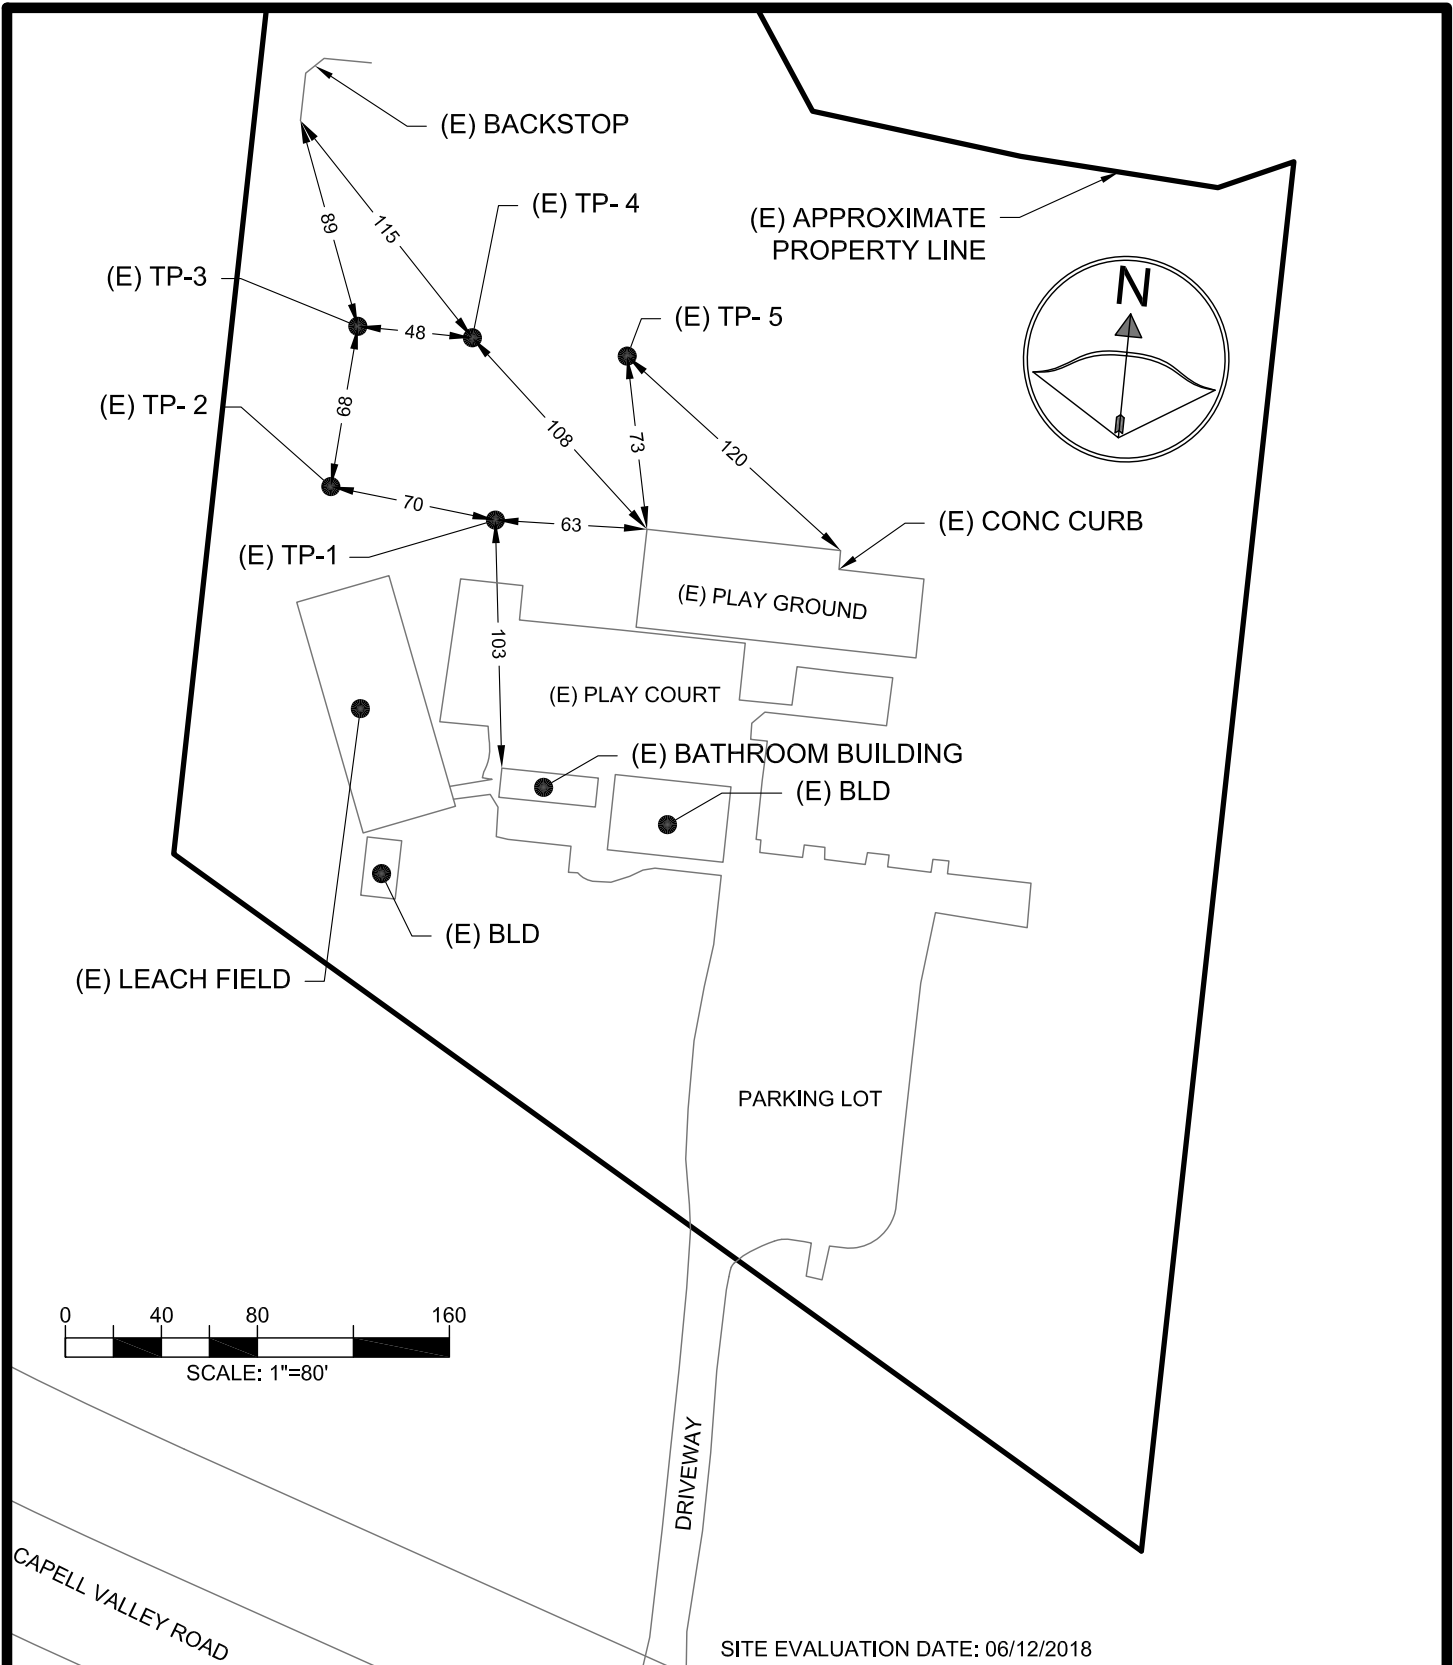 (E) BACKSTOP
(E) TP- 4
(E) APPROXIMATE
PROPERTY LINE
89
115
(E) TP-3
N
(E) TP- 5
48
(E) TP- 2
68
108
73
120
70
63
(E) CONC CURB
(E) TP-1
(E) PLAY GROUND
103
(E) PLAY COURT
(E) BATHROOM BUILDING
(E) BLD
(E) BLD
(E) LEACH FIELD
PARKING LOT
0 40 80 160
SCALE: 1"=80'
DRIVEWAY
CAPELL VALLEY ROAD
SITE EVALUATION DATE: 06/12/2018